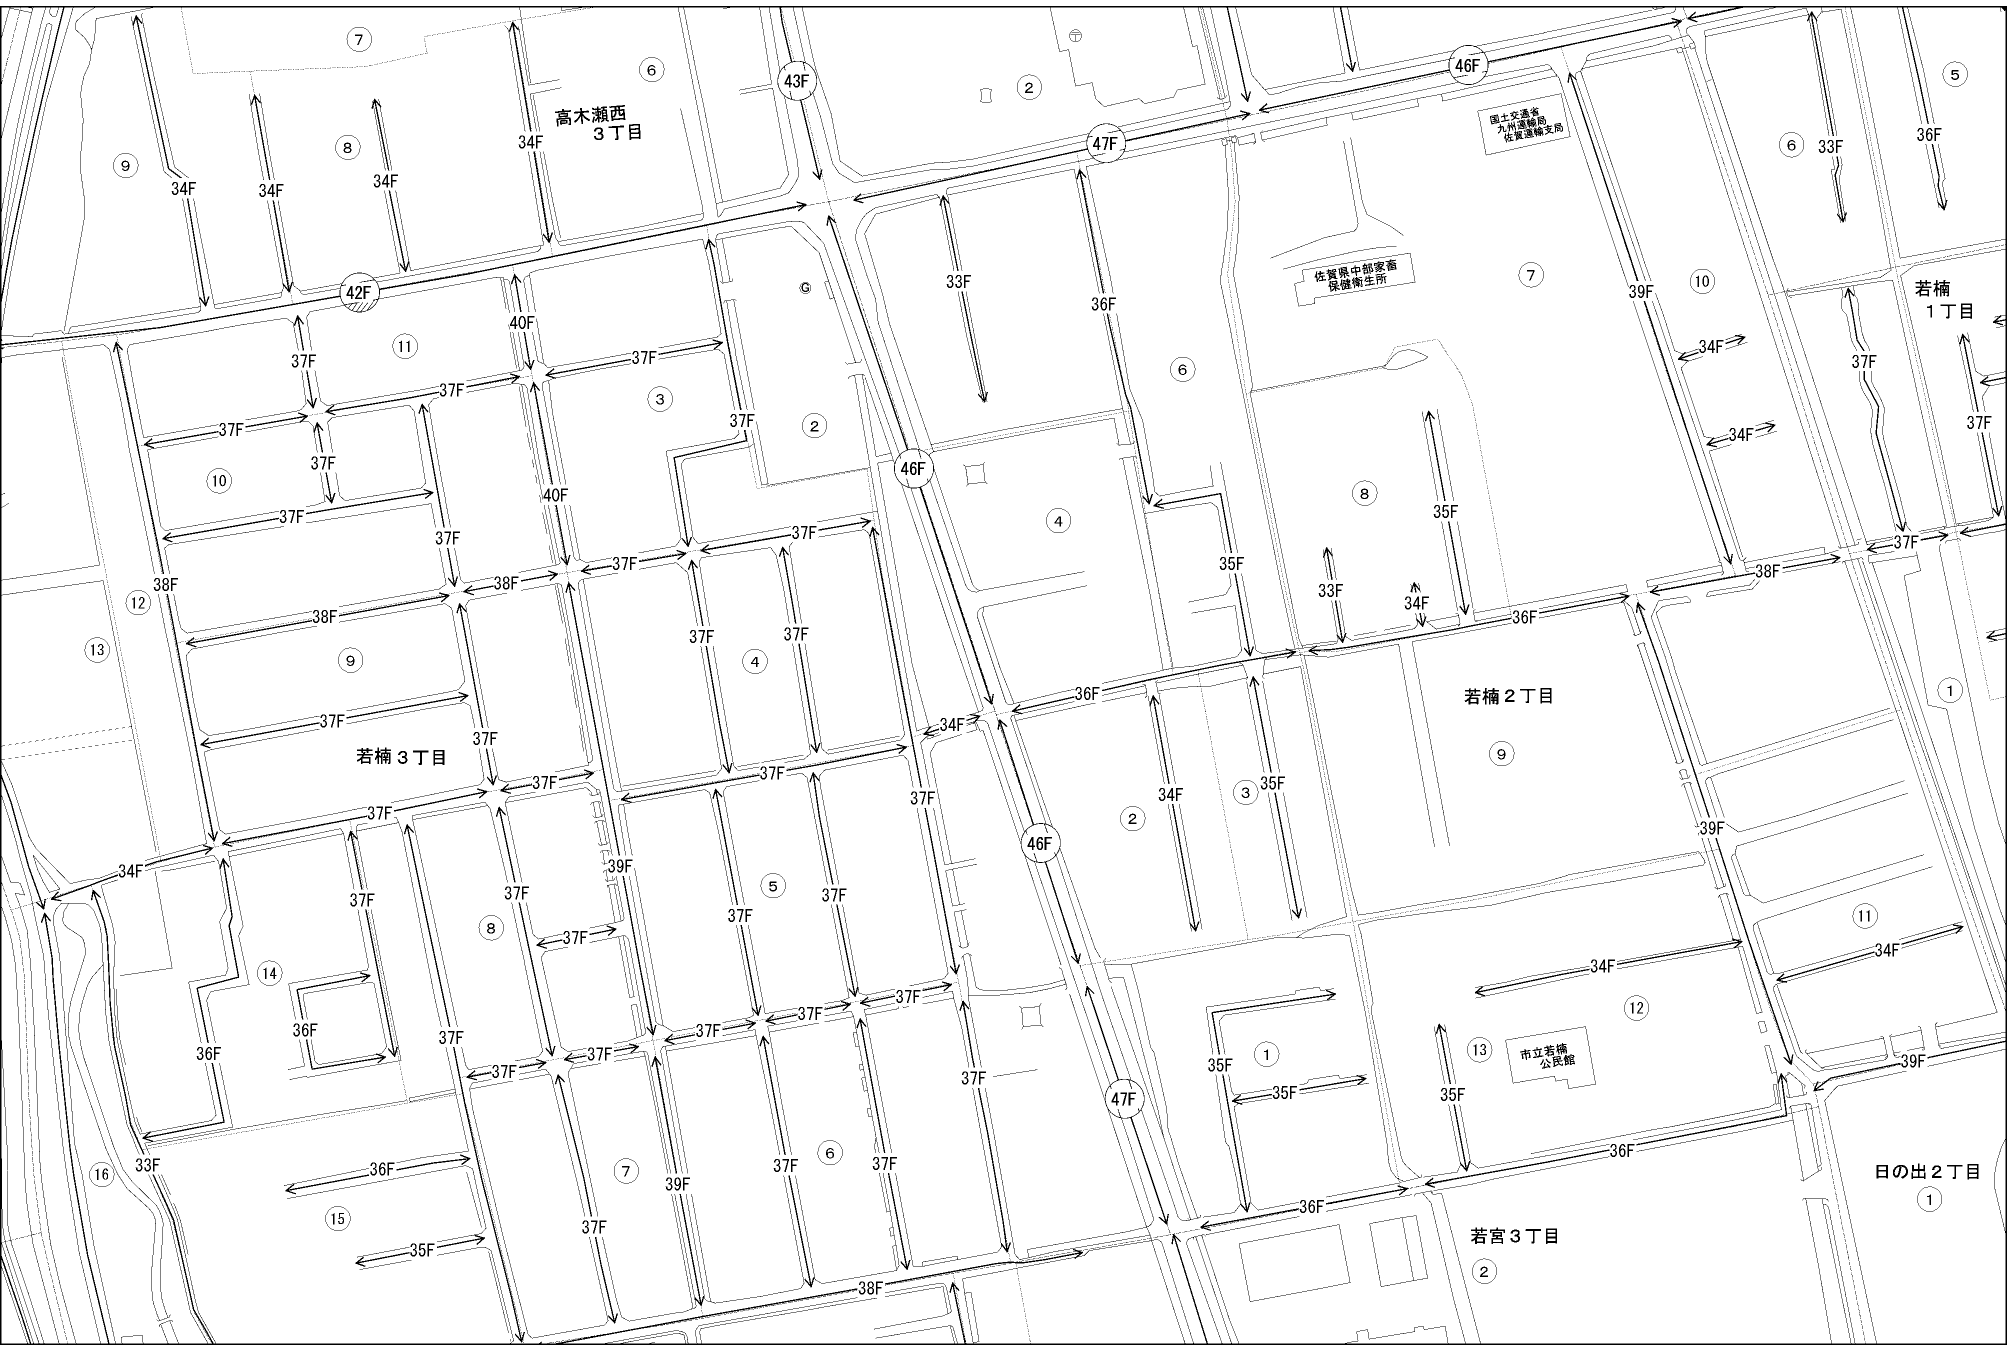 ⑦
⑥
43F
②
〒
46F
⑤
高木瀬西
3丁目
34F
47F
国土交通省
九州運輸局
佐賀運輸支局
36F
⑨
⑧
34F
34F
34F
⑥
33F
佐賀県中部家畜
保健衛生所
⑦
⑩
若楠
1丁目
42F
G
33F
36F
39F
40F
⑪
37F
37F
37F
34F
⑥
37F
③
37F
37F
②
34F
37F
37F
37F
46F
⑩
40F
④
⑧
35F
37F
37F
37F
37F
38F
38F
37F
35F
33F
34F
38F
⑫
38F
36F
⑬
⑨
37F
④
37F
36F
若楠2丁目
①
37F
37F
34F
⑨
若楠3丁目
37F
37F
37F
34F
③
35F
②
37F
37F
46F
39F
34F
39F
37F
37F
⑤
37F
37F
⑧
37F
⑪
34F
⑭
34F
36F
37F
37F
37F
37F
⑫
36F
37F
37F
37F
37F
①
35F
⑬
市立若楠
公民館
39F
47F
35F
35F
33F
36F
⑯
⑦
39F
37F
⑥
37F
36F
日の出2丁目
①
⑮
37F
36F
若宮3丁目
②
35F
38F